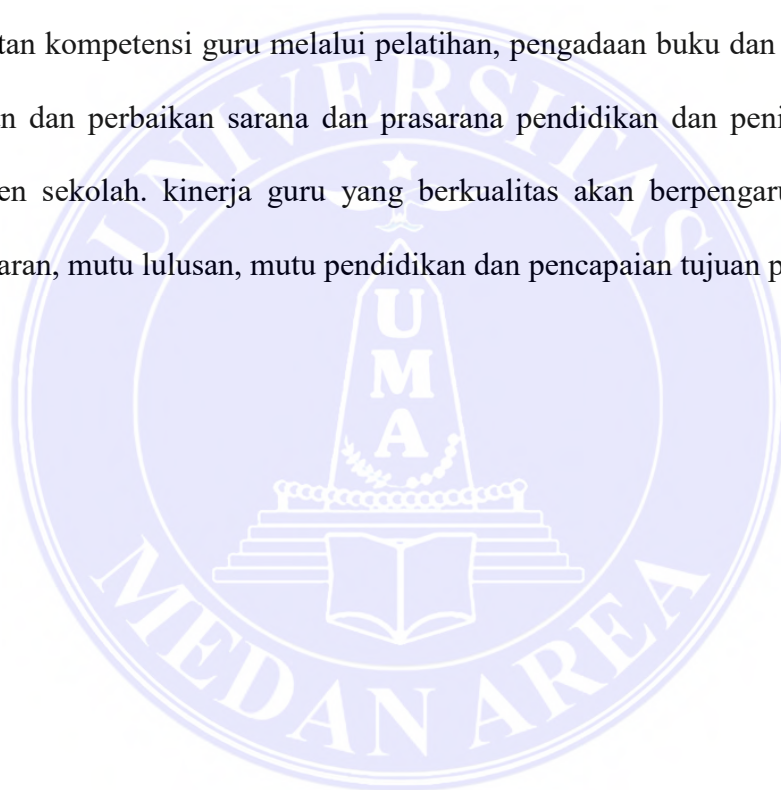 tan kompetensi guru melalui pelatihan, pengadaan buku dan
n dan perbaikan sarana dan prasarana pendidikan dan peni
en sekolah. kinerja guru yang berkualitas akan berpengaru
aran, mutu lulusan, mutu pendidikan dan pencapaian tujuan p
UNIVERSITAS
U
M
A
MEDAN AREA